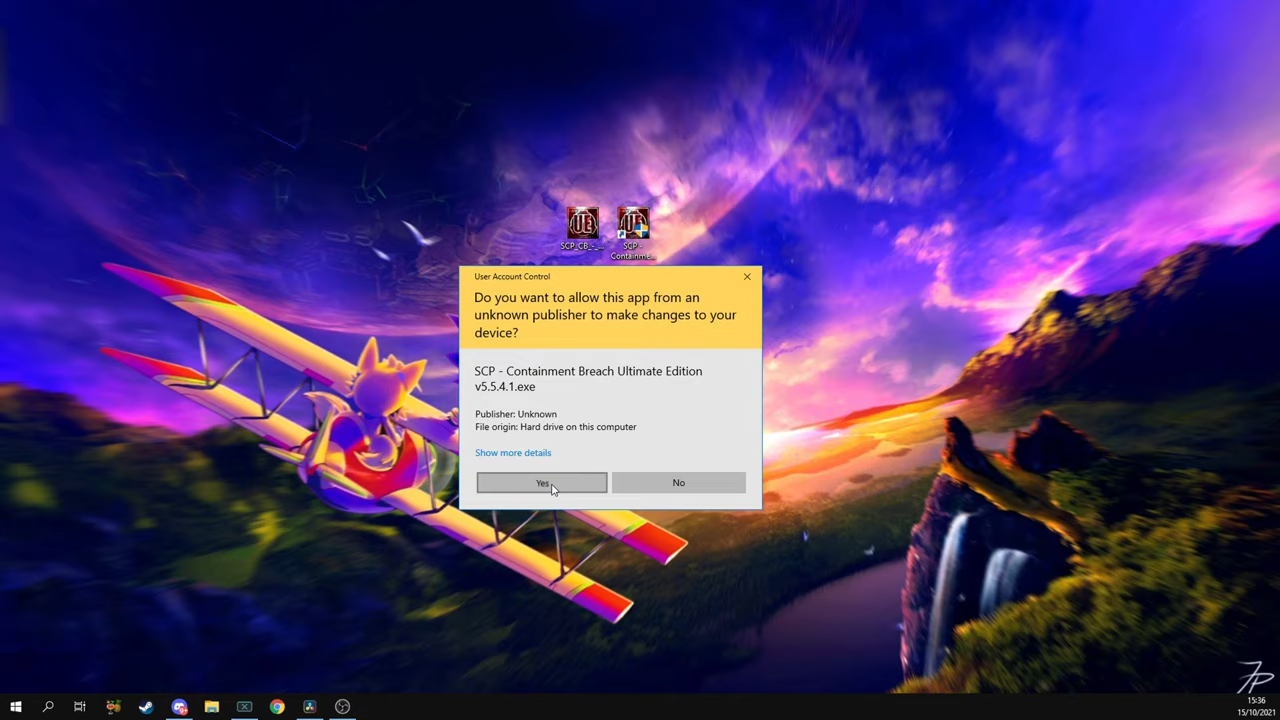 UE
UE
SCP_CB_-_...
SCP -
Containme...
User Account Control
Do you want to allow this app from an
unknown publisher to make changes to your
device?
SCP - Containment Breach Ultimate Edition
v5.5.4.1.exe
Publisher: Unknown
File origin: Hard drive on this computer
Show more details
Yes
No
15:36
15/10/2021